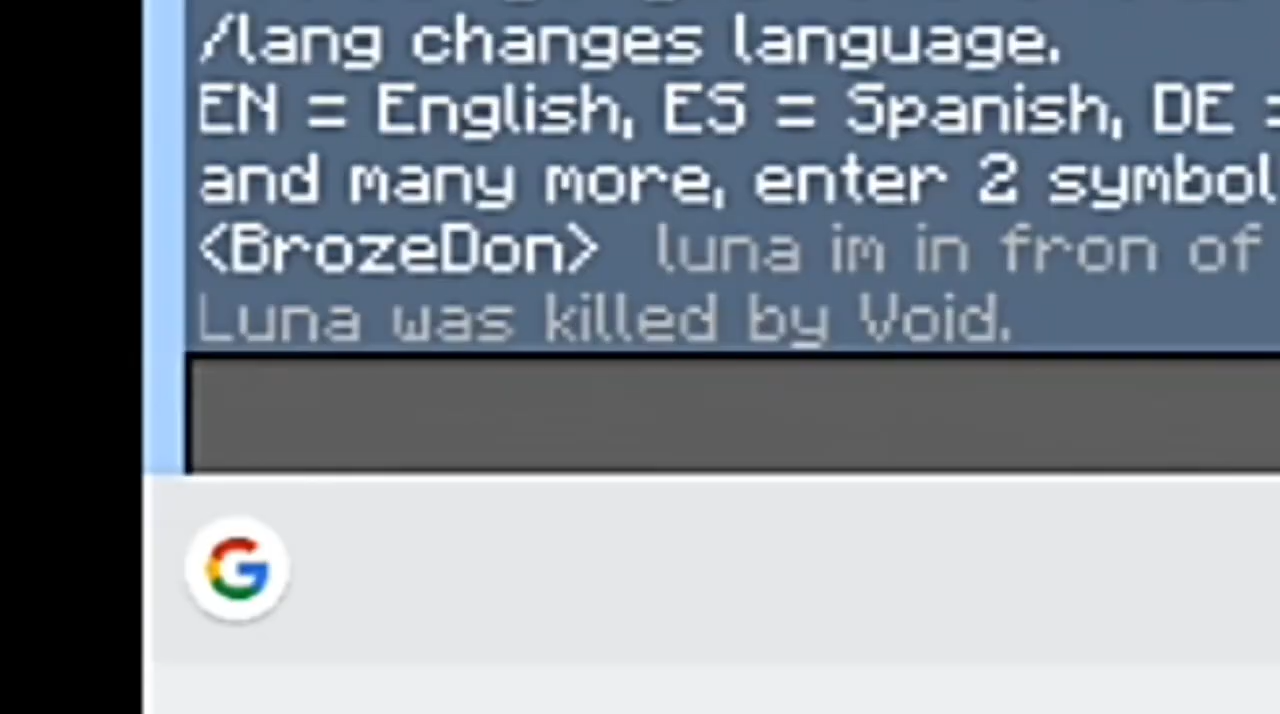 /lang changes language.
EN = English, ES = Spanish, DE =
and many more, enter 2 symbol
<BrozeDon> luna im in fron of
Luna was killed by Void.
G